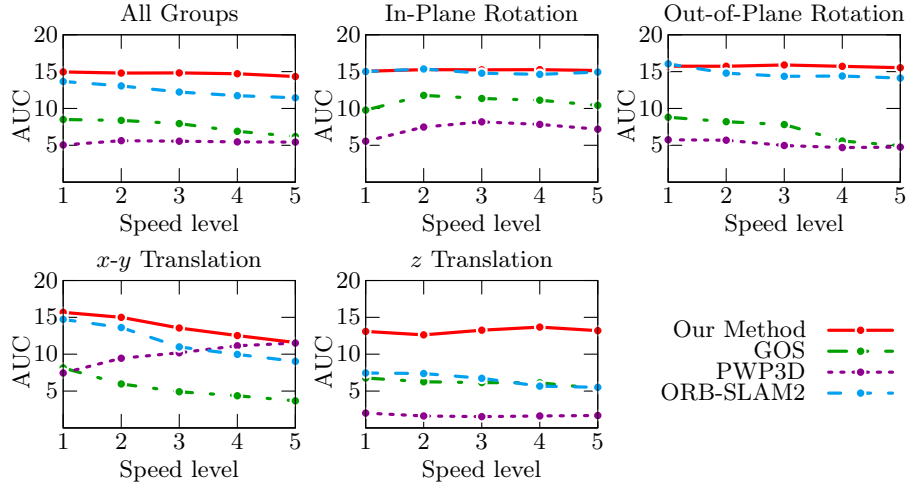 All Groups
In-Plane Rotation
Out-of-Plane Rotation
20
15
10
5
AUC
1 2 3 4 5
Speed level
20
15
10
5
AUC
1 2 3 4 5
Speed level
20
15
10
5
AUC
1 2 3 4 5
Speed level
x-y Translation
z Translation
20
15
10
5
AUC
1 2 3 4 5
Speed level
20
15
10
5
AUC
1 2 3 4 5
Speed level
Our Method
GOS
PWP3D
ORB-SLAM2